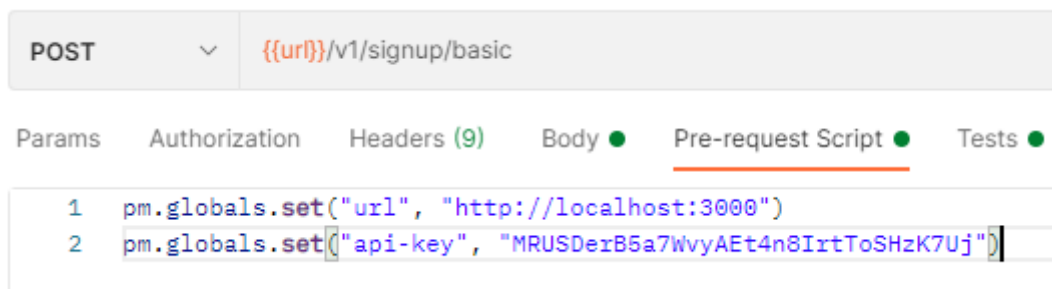 POST {{url}}/v1/signup/basic
Params Authorization Headers (9) Body Pre-request Script Tests
1 pm.globals.set("url", "http://localhost:3000")
2 pm.globals.set("api-key", "MRUSDerB5a7WvyAEt4n8IrtToSHzK7Uj")